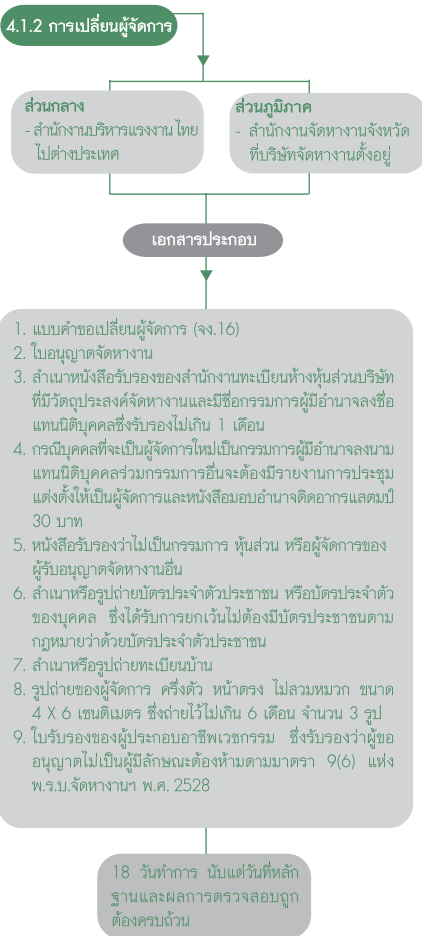 4.1.2 การเปลี่ยนผู้จัดการ
ส่วนกลาง
- สำนักงานบริหารแรงงานไทย
ไปต่างประเทศ
ส่วนภูมิภาค
- สำนักงานจัดหางานจังหวัด
ที่บริษัทจัดหางานตั้งอยู่
เอกสารประกอบ
1. แบบคำขอเปลี่ยนผู้จัดการ (จง.16)
2. ใบอนุญาตจัดหางาน
3. สำเนาหนังสือรับรองของสำนักงานทะเบียนห้างหุ้นส่วนบริษัท
ที่มีวัตถุประสงค์จัดหางานและมีชื่อกรรมการผู้มีอำนาจลงชื่อ
แทนนิติบุคคลซึ่งรับรองไม่เกิน 1 เดือน
4. กรณีบุคคลที่จะเป็นผู้จัดการใหม่เป็นกรรมการผู้มีอำนาจลงนาม
แทนนิติบุคคลร่วมกรรมการอื่นจะต้องมีรายงานการประชุม
แต่งตั้งให้เป็นผู้จัดการและหนังสือมอบอำนาจติดอากรแสตมป์
30 บาท
5. หนังสือรับรองว่าไม่เป็นกรรมการ หุ้นส่วน หรือผู้จัดการของ
ผู้รับอนุญาตจัดหางานอื่น
6. สำเนาหรือรูปถ่ายบัตรประจำตัวประชาชน หรือบัตรประจำตัว
ของบุคคล ซึ่งได้รับการยกเว้นไม่ต้องมีบัตรประชาชนตาม
กฎหมายว่าด้วยบัตรประจำตัวประชาชน
7. สำเนาหรือรูปถ่ายทะเบียนบ้าน
8. รูปถ่ายของผู้จัดการ ครึ่งตัว หน้าตรง ไม่สวมหมวก ขนาด
4 X 6 เซนติเมตร ซึ่งถ่ายไว้ไม่เกิน 6 เดือน จำนวน 3 รูป
9. ใบรับรองของผู้ประกอบอาชีพเวชกรรม ซึ่งรับรองว่าผู้ขอ
อนุญาตไม่เป็นผู้มีลักษณะต้องห้ามตามมาตรา 9(6) แห่ง
พ.ร.บ.จัดหางานฯ พ.ศ. 2528
18 วันทำการ นับแต่วันที่หลัก
ฐานและผลการตรวจสอบถูก
ต้องครบถ้วน